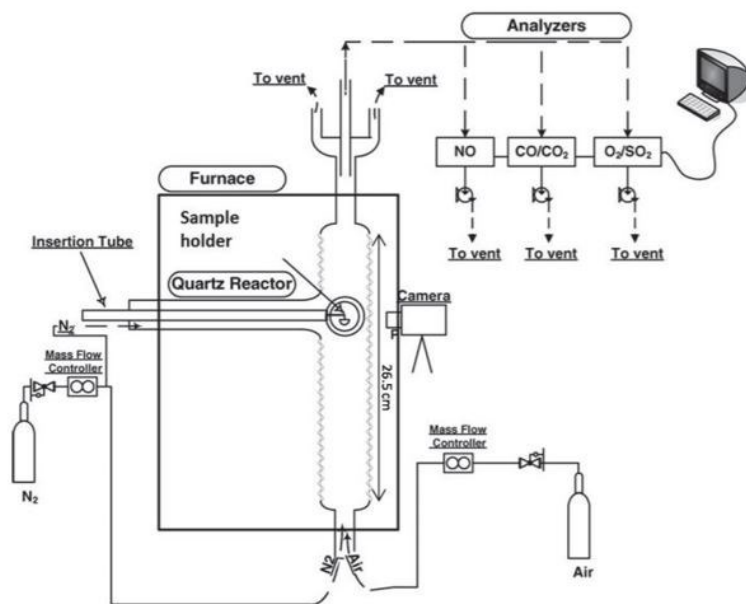 Analyzers
To vent
To vent
NO
CO/CO₂
O₂/SO₂
Furnace
Sample
holder
To vent
To vent
To vent
Insertion Tube
Quartz Reactor
Camera
N₂
P
Mass Flow
Controller
26.5 cm
Mass Flow
Controller
N₂
N2
Air
Air